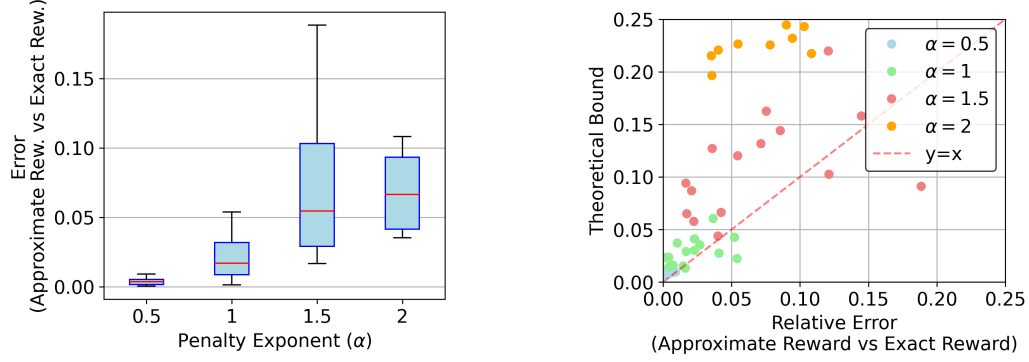 Error
(Approximate Rew. vs Exact Rew.)
0.15
0.10
0.05
0.00
0.5
1
1.5
2
Penalty Exponent (α)
Theoretical Bound
0.25
0.20
0.15
0.10
0.05
0.00
α = 0.5
α = 1
α = 1.5
α = 2
y=x
0.00
0.05
0.10
0.15
0.20
0.25
Relative Error
(Approximate Reward vs Exact Reward)